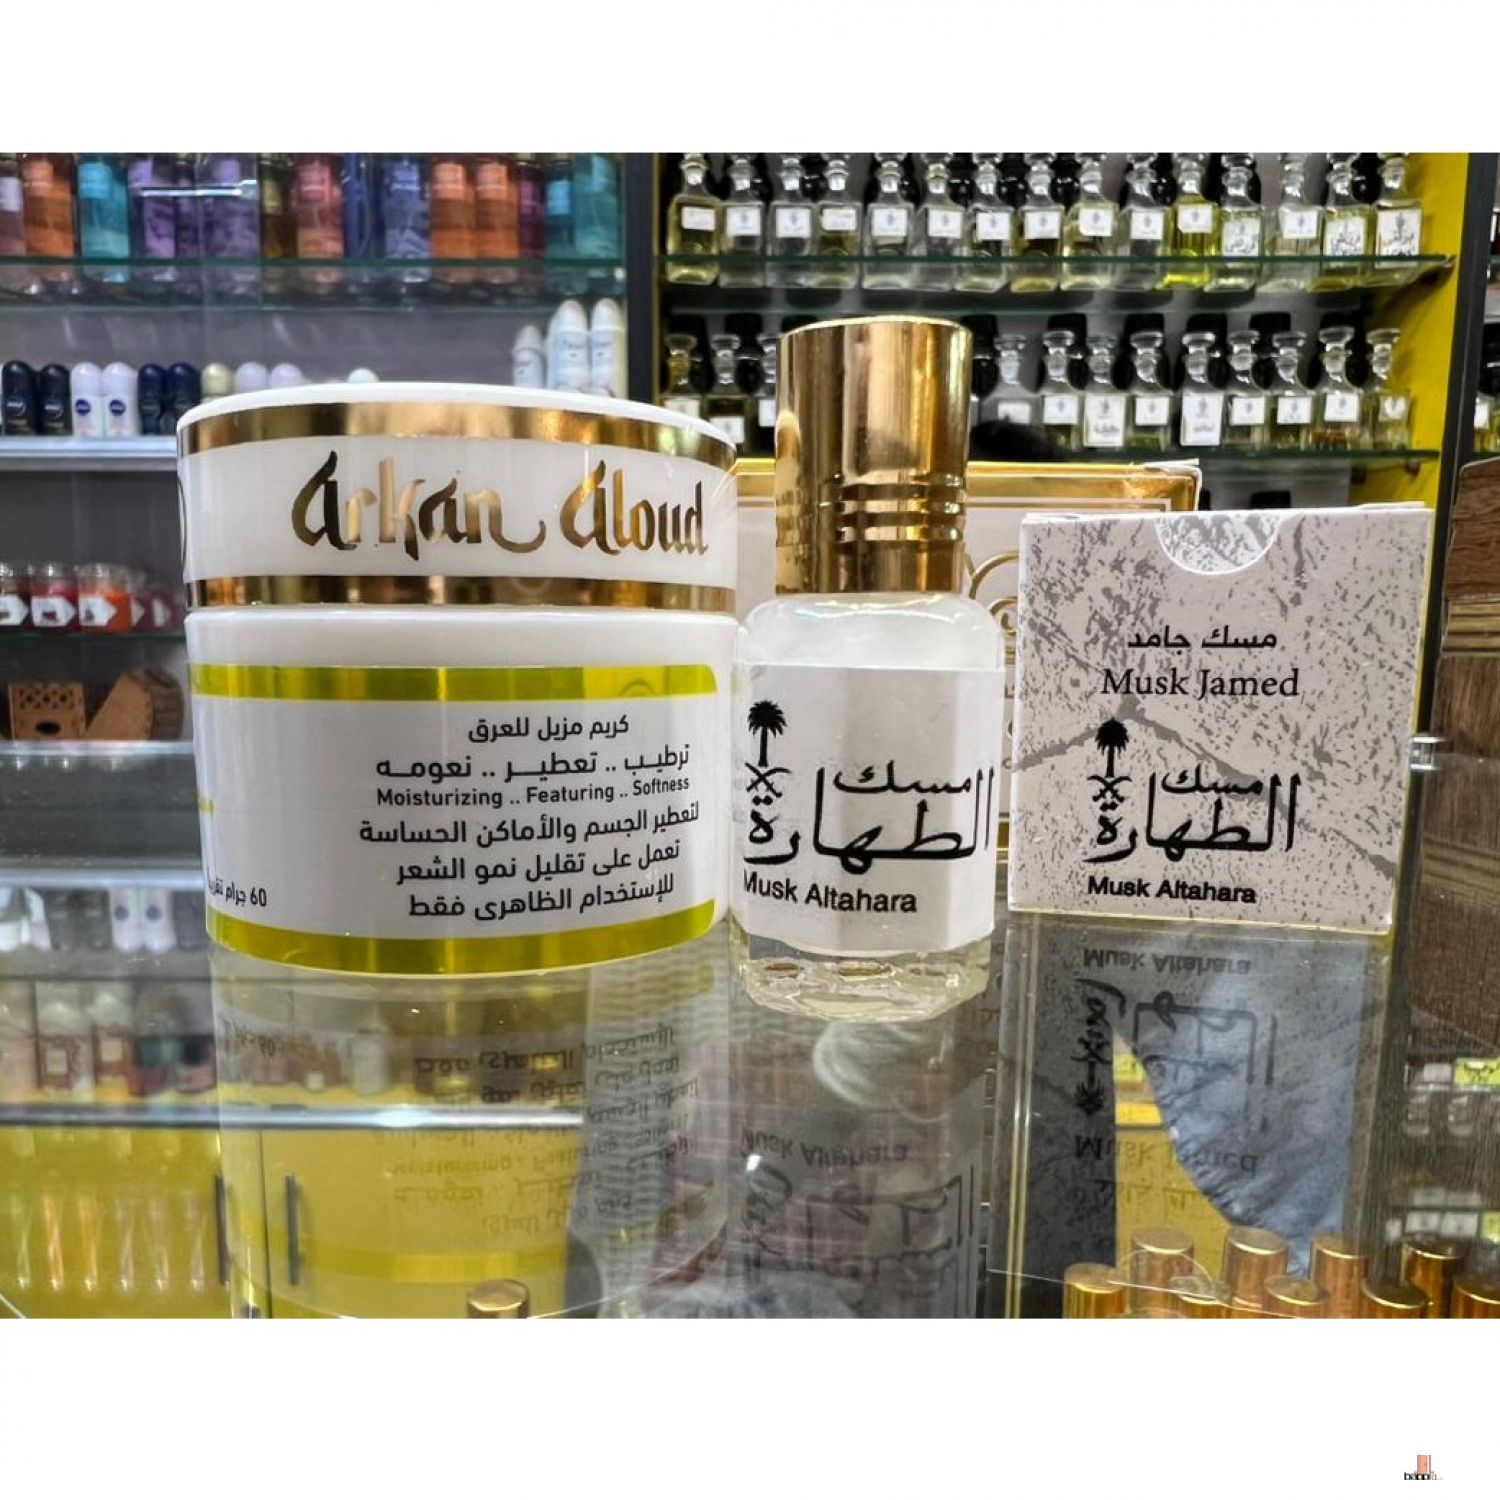 Arkan Aloud
كريم مزيل للعرق
ترطيب .. تعطير .. نعومه
Moisturizing .. Featuring .. Softness
لتعطير الجسم والأماكن الحساسة
تعمل على تقليل نمو الشعر
للإستخدام الظاهرى فقط
60 جرام
مسك
الطهارة
Musk Altahara
مسك جامد
Musk Jamed
مسك
الطهارة
Musk Altahara